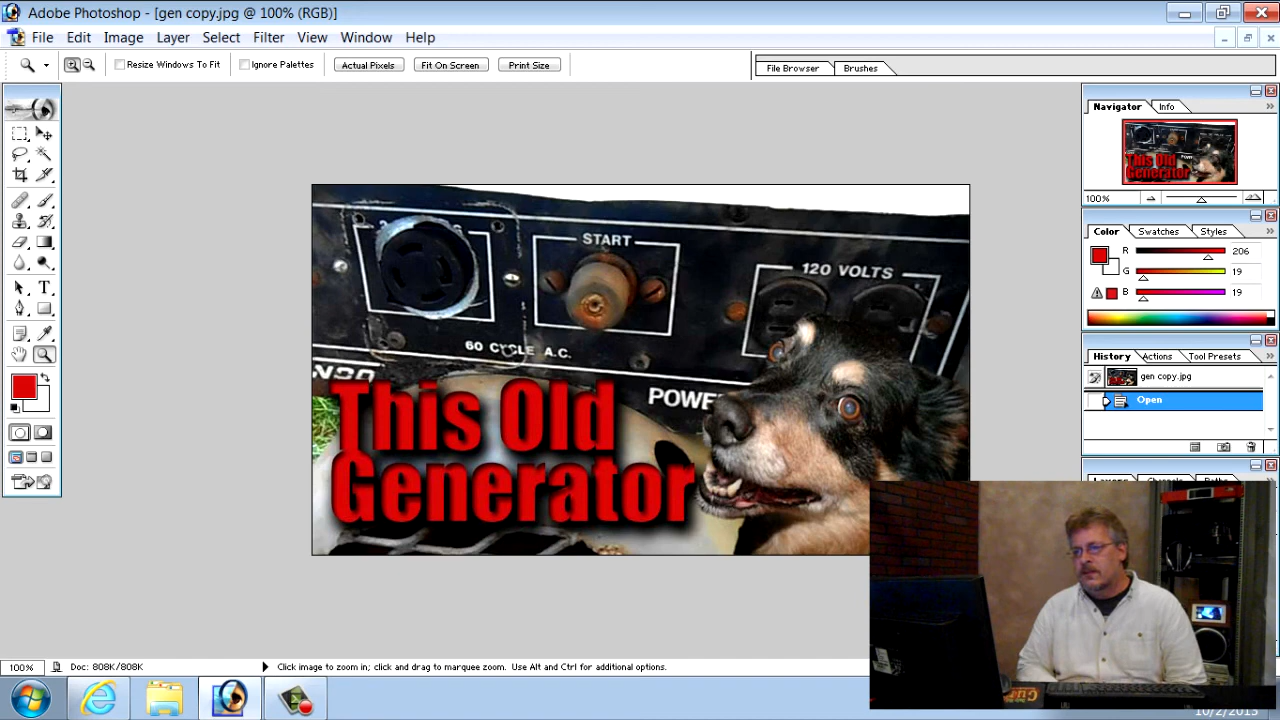 Adobe Photoshop - [gen copy.jpg @ 100% (RGB)]
File Edit Image Layer Select Filter View Window Help
Resize Windows To Fit Ignore Palettes Actual Pixels Fit On Screen Print Size File Browser Brushes
Navigator Info
This Old
Generator
100%
Color Swatches Styles
R 206
G 19
B 19
History Actions Tool Presets
gen copy.jpg
Open
START
120 VOLTS
60 CYCLE A.C.
POWE
This Old
Generator
100% Doc: 808K/808K Click image to zoom in; click and drag to marquee zoom. Use Alt and Ctrl for additional options.
10/2/2013